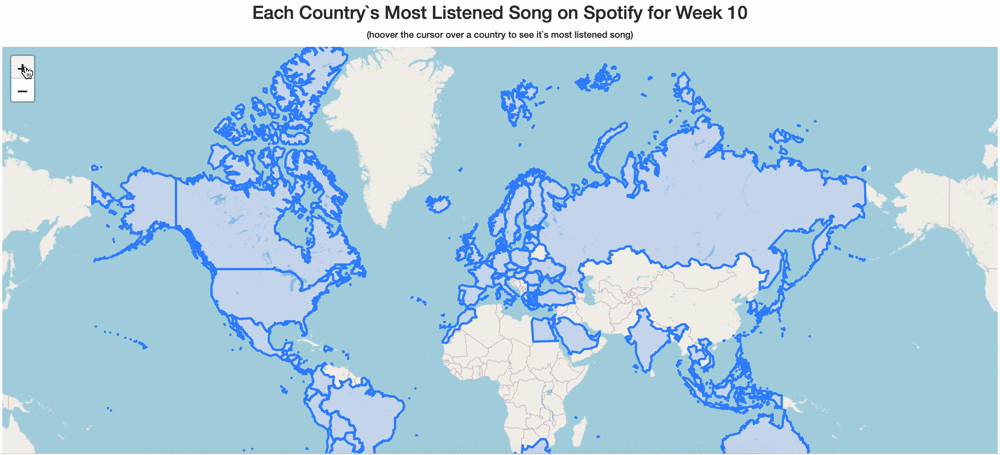 Each Country`s Most Listened Song on Spotify for Week 10
(hoover the cursor over a country to see it`s most listened song)
+
−